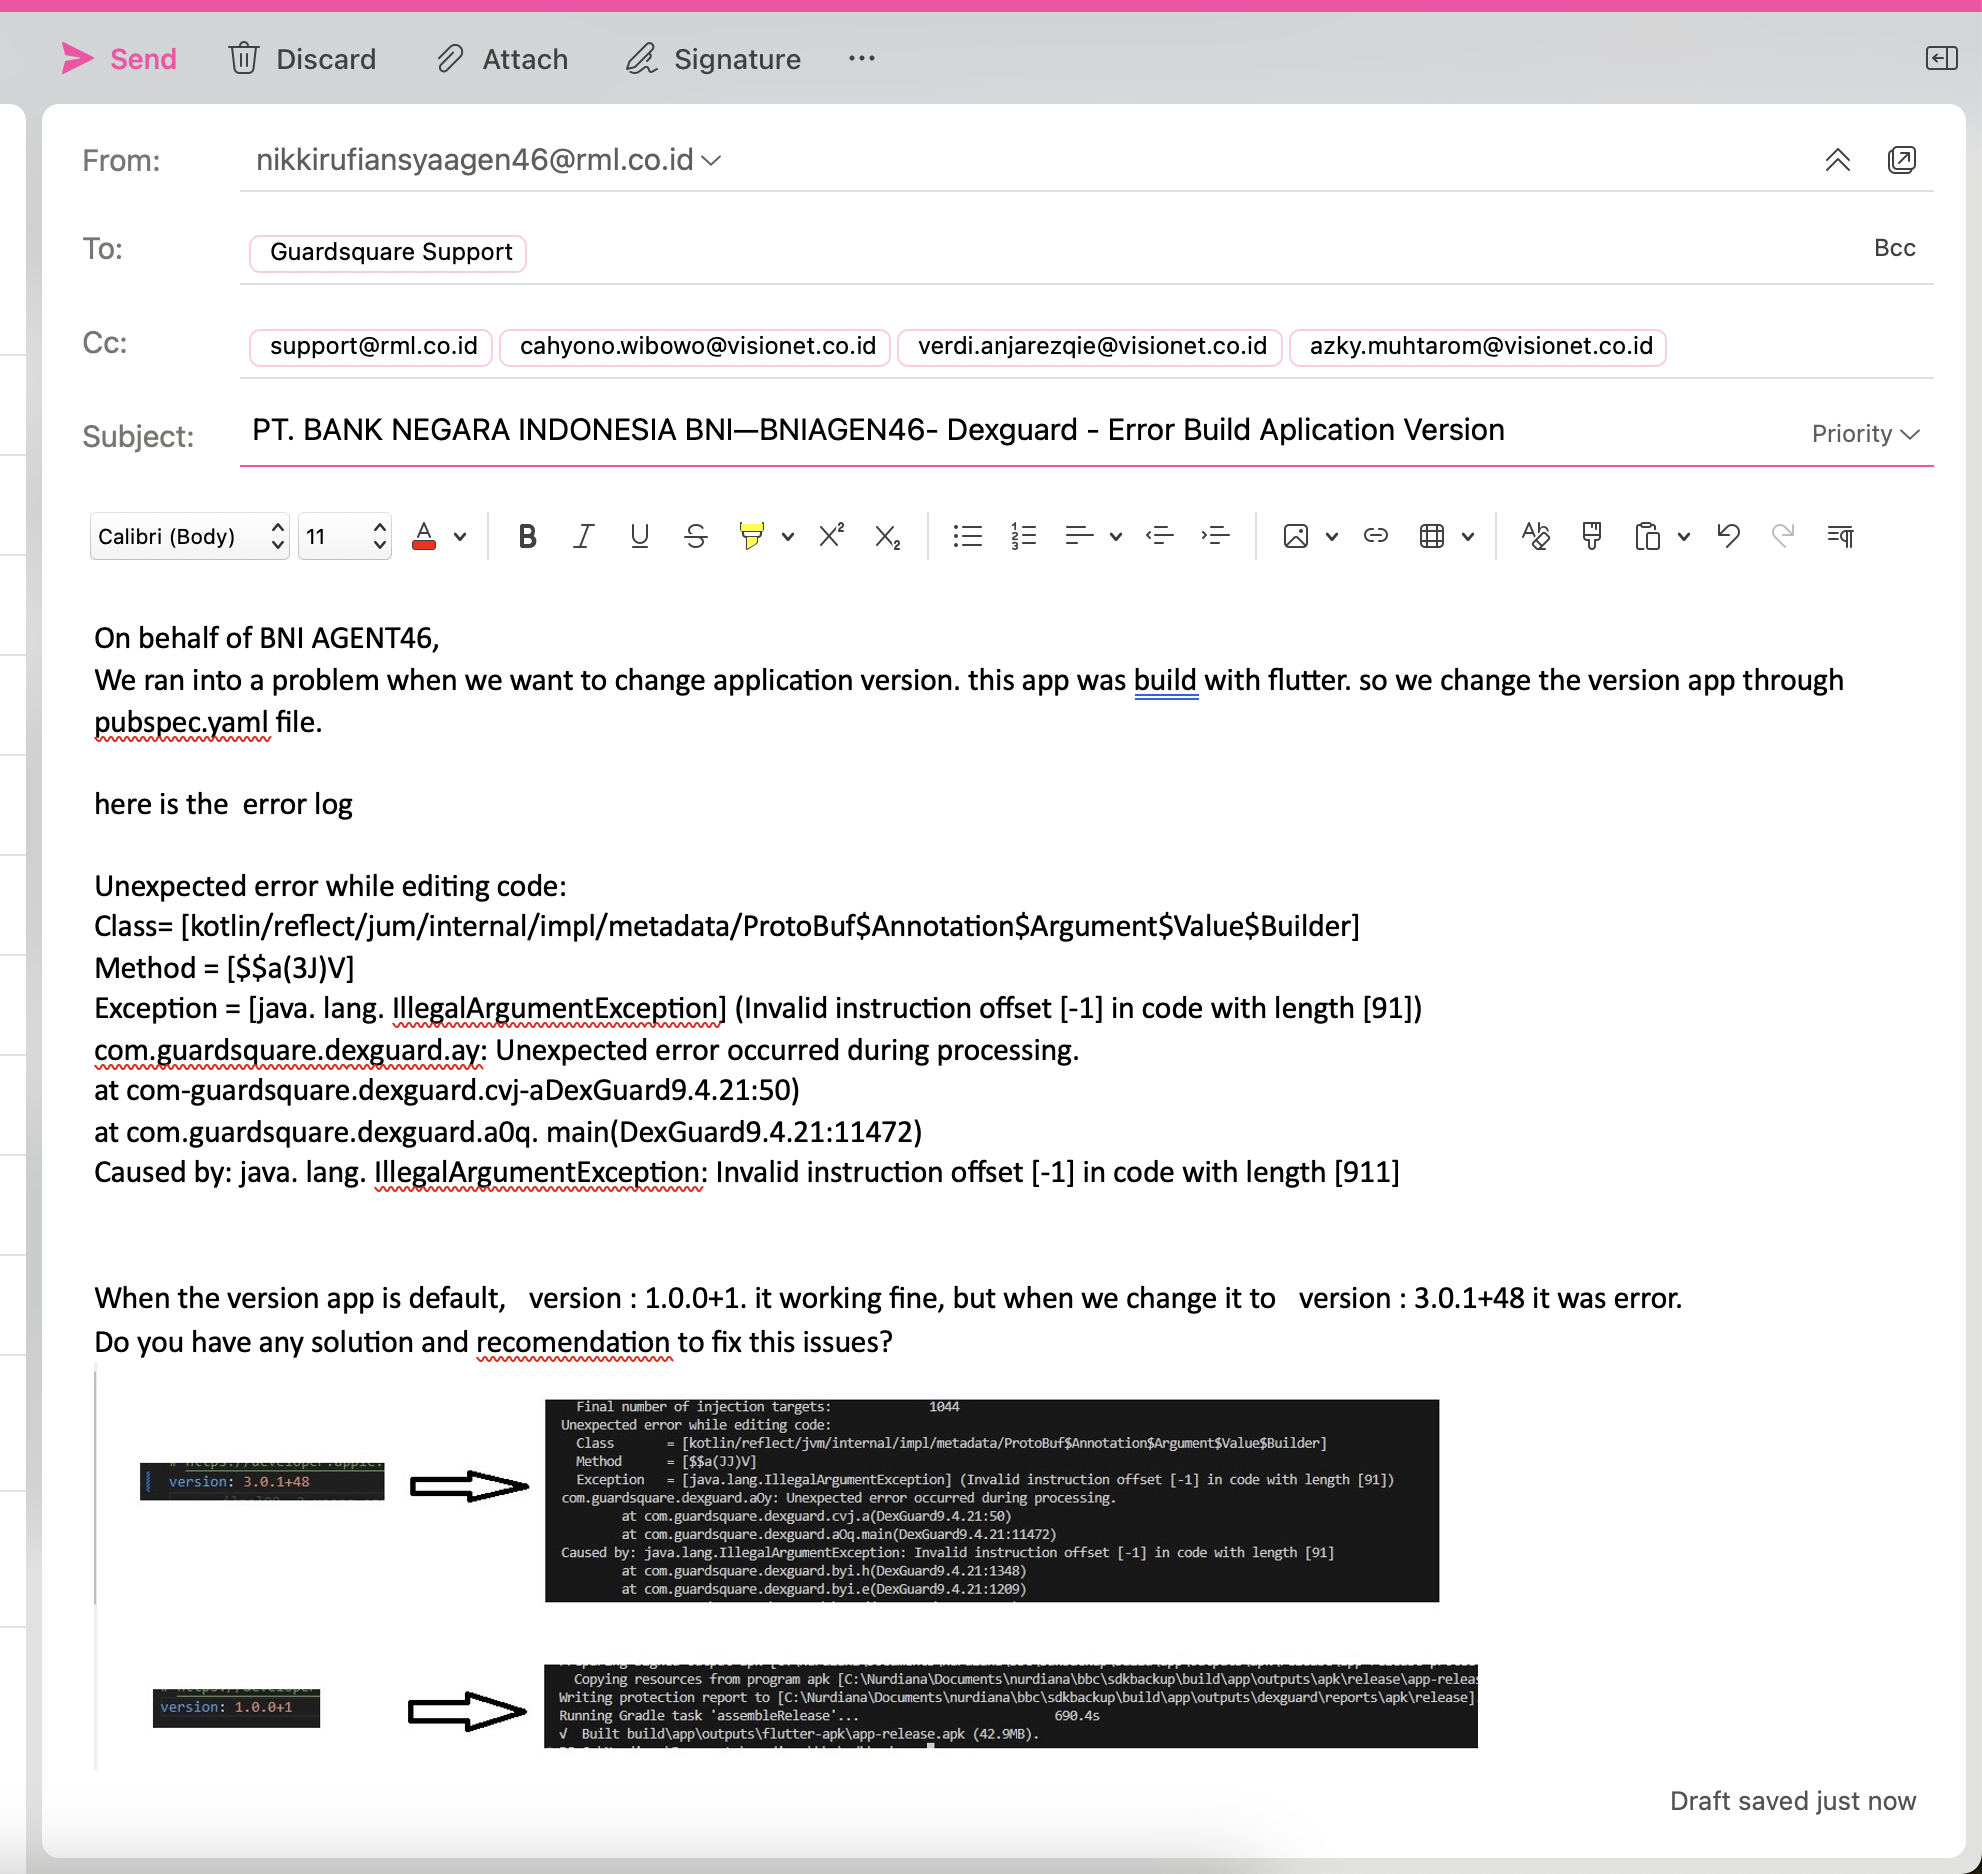 Send Discard Attach Signature ...
From: nikkirufiansyaagen46@rml.co.id
To: Guardsquare Support Bcc
Cc: support@rml.co.id cahyono.wibowo@visionet.co.id verdi.anjarezqie@visionet.co.id azky.muhtarom@visionet.co.id
Subject: PT. BANK NEGARA INDONESIA BNI—BNIAGEN46- Dexguard - Error Build Aplication Version Priority
Calibri (Body) 11
On behalf of BNI AGENT46,
We ran into a problem when we want to change application version. this app was build with flutter. so we change the version app through
pubspec.yaml file.
here is the  error log
Unexpected error while editing code:
Class= [kotlin/reflect/jum/internal/impl/metadata/ProtoBuf$Annotation$Argument$Value$Builder]
Method = [$$a(3J)V]
Exception = [java. lang. IllegalArgumentException] (Invalid instruction offset [-1] in code with length [91])
com.guardsquare.dexguard.ay: Unexpected error occurred during processing.
at com-guardsquare.dexguard.cvj-aDexGuard9.4.21:50)
at com.guardsquare.dexguard.a0q. main(DexGuard9.4.21:11472)
Caused by: java. lang. IllegalArgumentException: Invalid instruction offset [-1] in code with length [911]
When the version app is default,   version : 1.0.0+1. it working fine, but when we change it to   version : 3.0.1+48 it was error.
Do you have any solution and recomendation to fix this issues?
version: 3.0.1+48
Final number of injection targets: 1044
Unexpected error while editing code:
Class = [kotlin/reflect/jvm/internal/impl/metadata/ProtoBuf$Annotation$Argument$Value$Builder]
Method = [$$a(JJ)V]
Exception = [java.lang.IllegalArgumentException] (Invalid instruction offset [-1] in code with length [91])
com.guardsquare.dexguard.aOy: Unexpected error occurred during processing.
at com.guardsquare.dexguard.cvj.a(DexGuard9.4.21:50)
at com.guardsquare.dexguard.aOq.main(DexGuard9.4.21:11472)
Caused by: java.lang.IllegalArgumentException: Invalid instruction offset [-1] in code with length [91]
at com.guardsquare.dexguard.byi.h(DexGuard9.4.21:1348)
at com.guardsquare.dexguard.byi.e(DexGuard9.4.21:1209)
version: 1.0.0+1
Copying resources from program apk [C:\Nurdiana\Documents\nurdiana\bbc\sdkbackup\build\app\outputs\apk\release\app-relea
Writing protection report to [C:\Nurdiana\Documents\nurdiana\bbc\sdkbackup\build\app\outputs\dexguard\reports\apk\release]
Running Gradle task 'assembleRelease'... 690.4s
√ Built build\app\outputs\flutter-apk\app-release.apk (42.9MB).
Draft saved just now